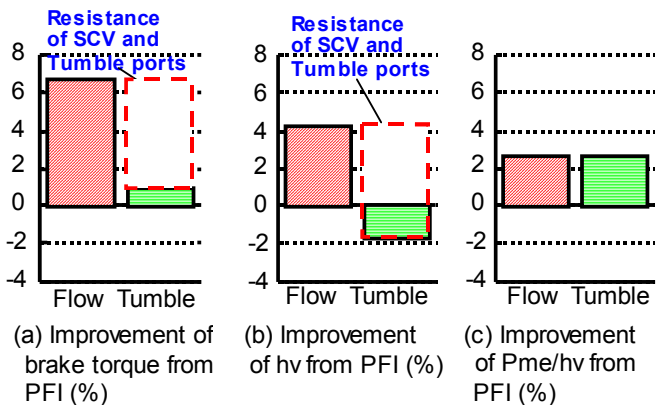 Resistance
of SCV and
Tumble ports
8
6
4
2
0
-2
-4
Flow Tumble
(a) Improvement of
brake torque from
PFI (%)
Resistance
of SCV and
Tumble ports
8
6
4
2
0
-2
-4
Flow Tumble
(b) Improvement
of hv from PFI (%)
8
6
4
2
0
-2
-4
Flow Tumble
(c) Improvement
of Pme/hv from
PFI (%)